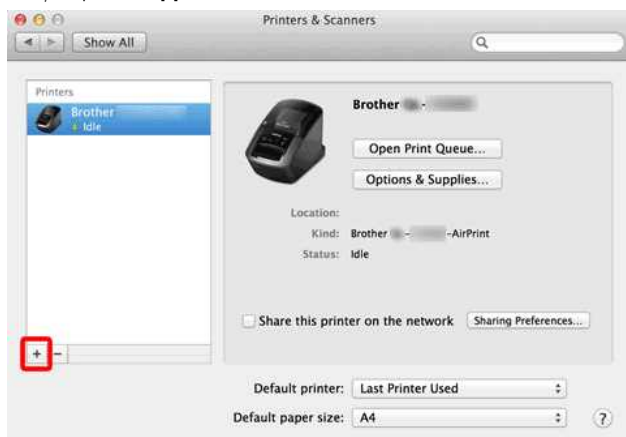 Printers & Scanners
Show All
Printers
Brother
Idle
Brother -
Open Print Queue...
Options & Supplies...
Location:
Kind: Brother - -AirPrint
Status: Idle
Share this printer on the network Sharing Preferences...
+ -
Default printer: Last Printer Used
Default paper size: A4 ?